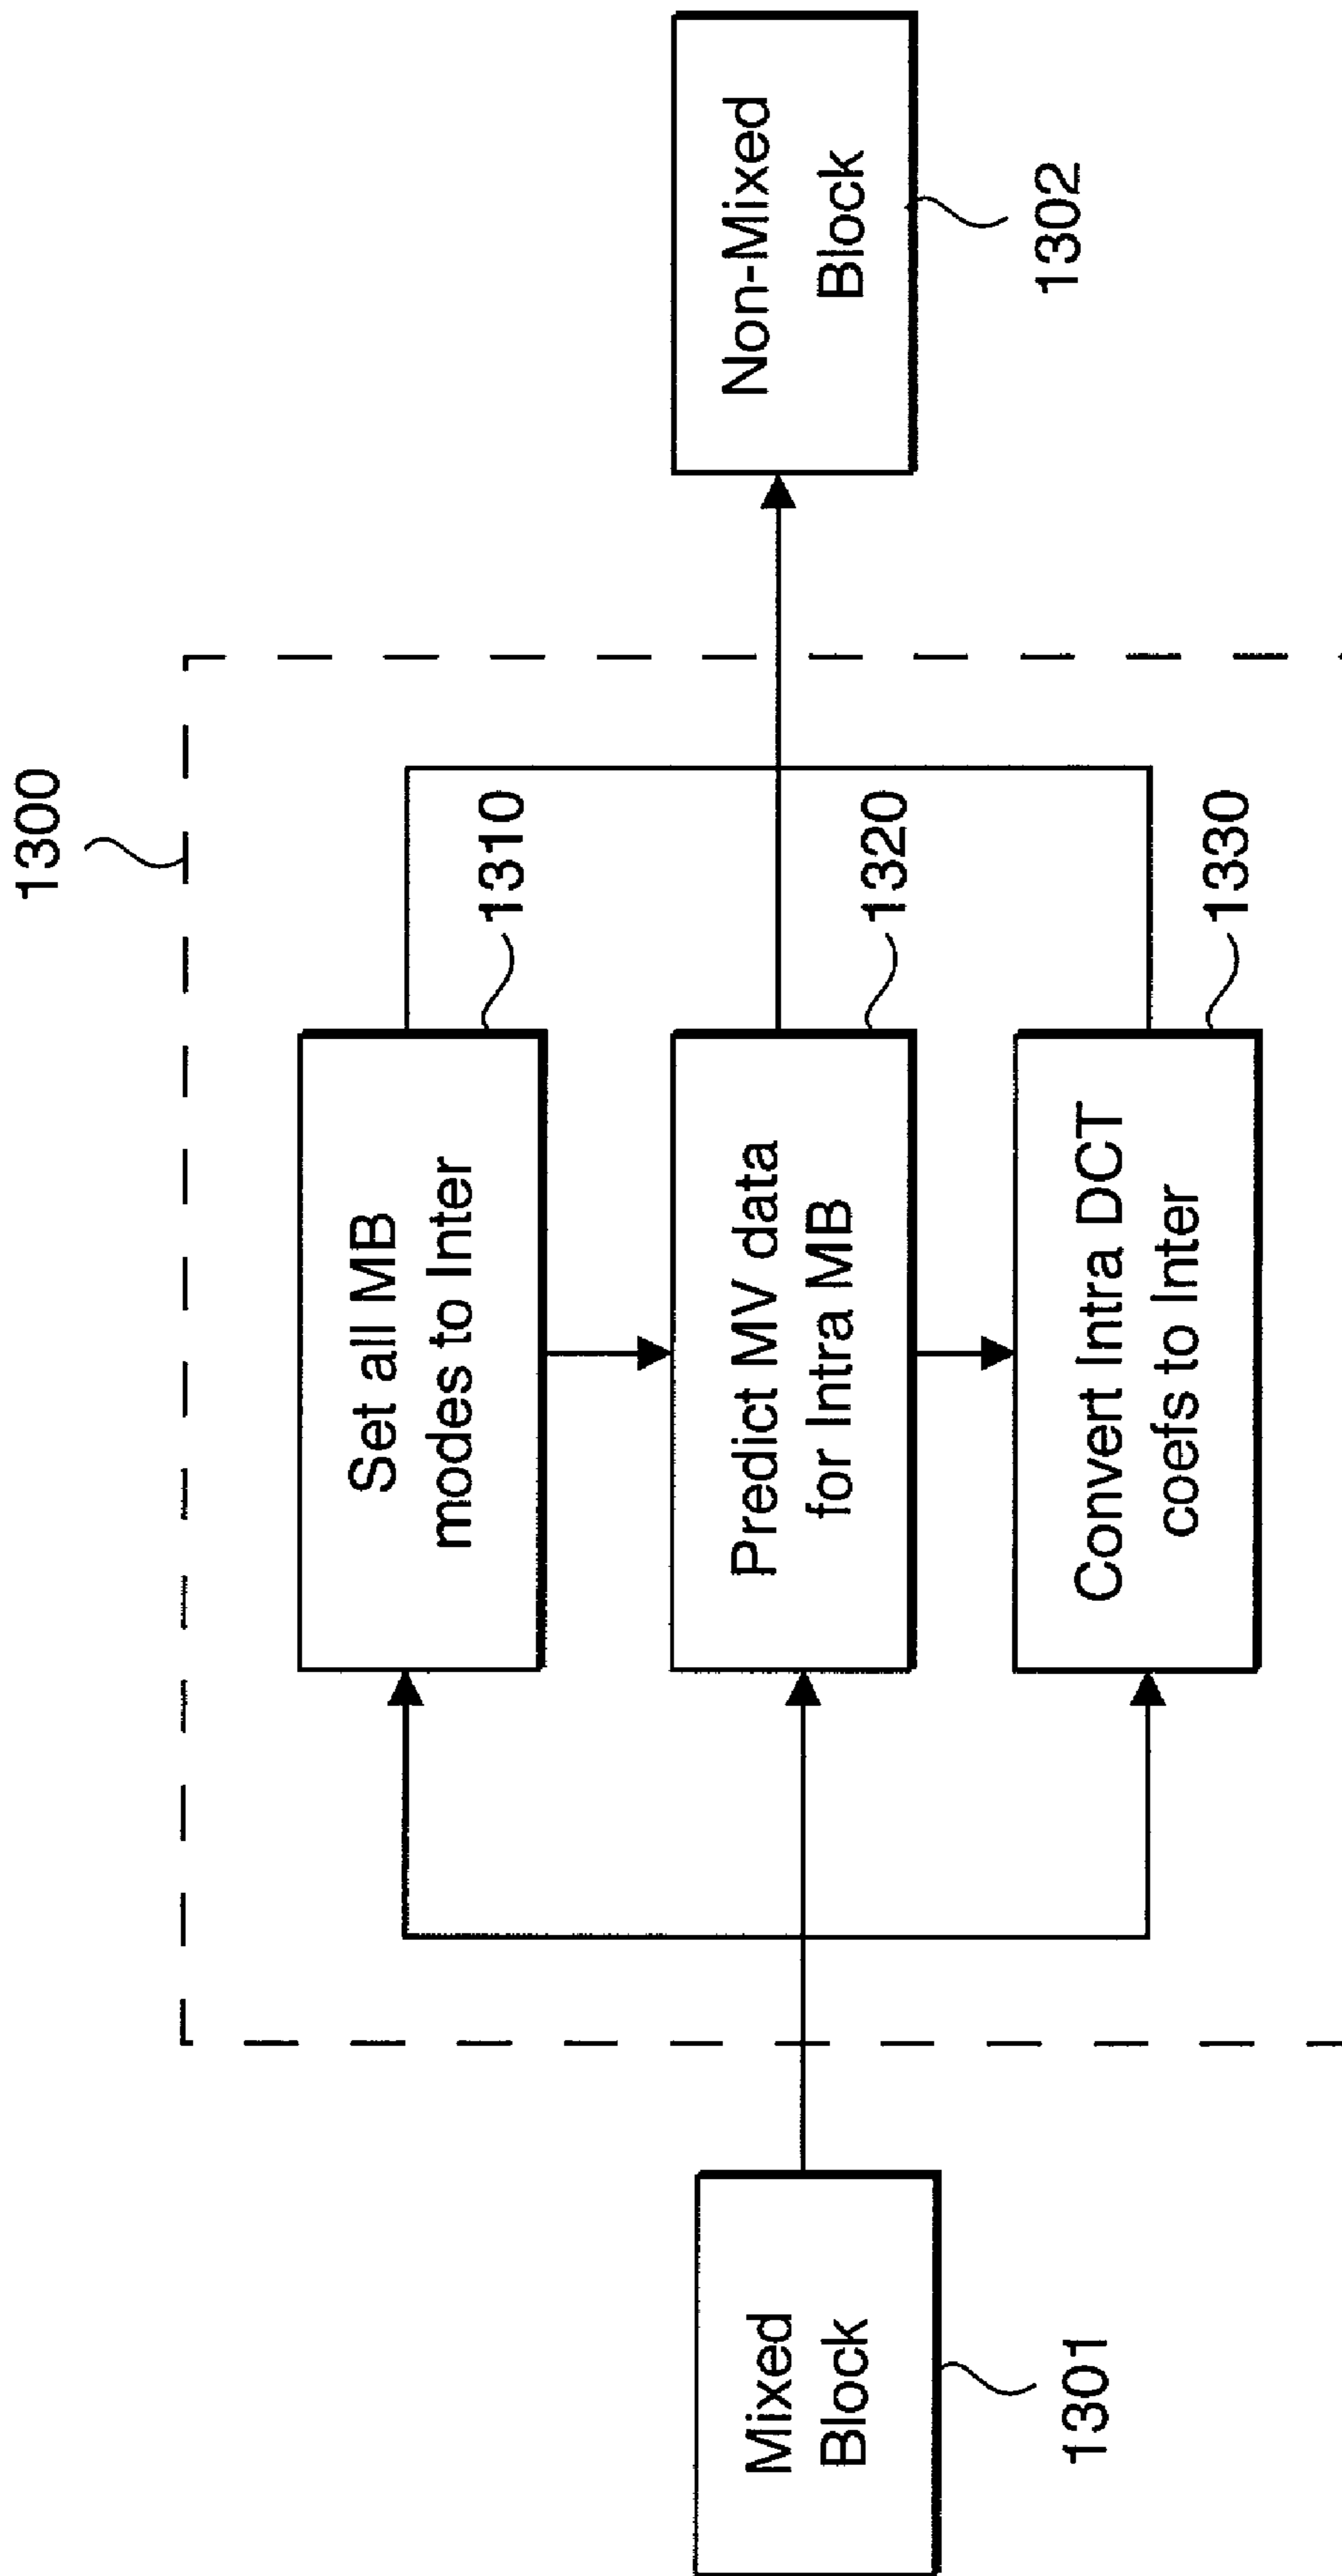 1300
Set all MB
modes to Inter
1310
Mixed
Block
1301
Predict MV data
for Intra MB
1320
Non-Mixed
Block
1302
Convert Intra DCT
coefs to Inter
1330